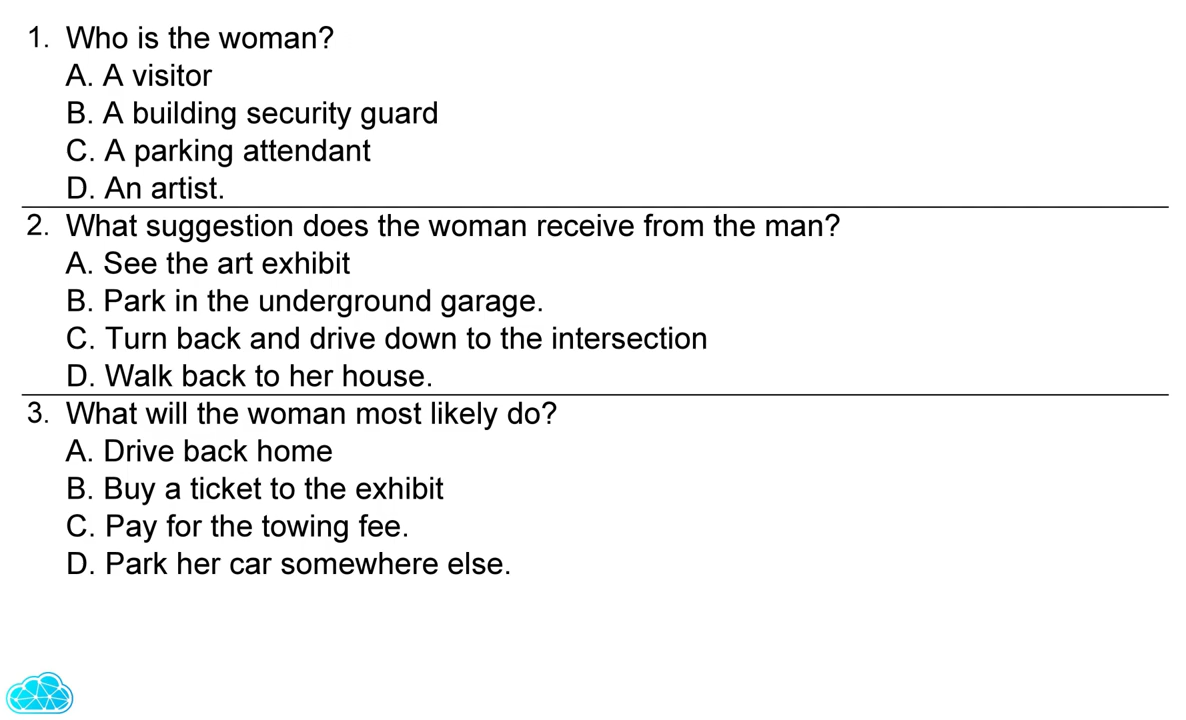 1. Who is the woman?
A. A visitor
B. A building security guard
C. A parking attendant
D. An artist.
2. What suggestion does the woman receive from the man?
A. See the art exhibit
B. Park in the underground garage.
C. Turn back and drive down to the intersection
D. Walk back to her house.
3. What will the woman most likely do?
A. Drive back home
B. Buy a ticket to the exhibit
C. Pay for the towing fee.
D. Park her car somewhere else.